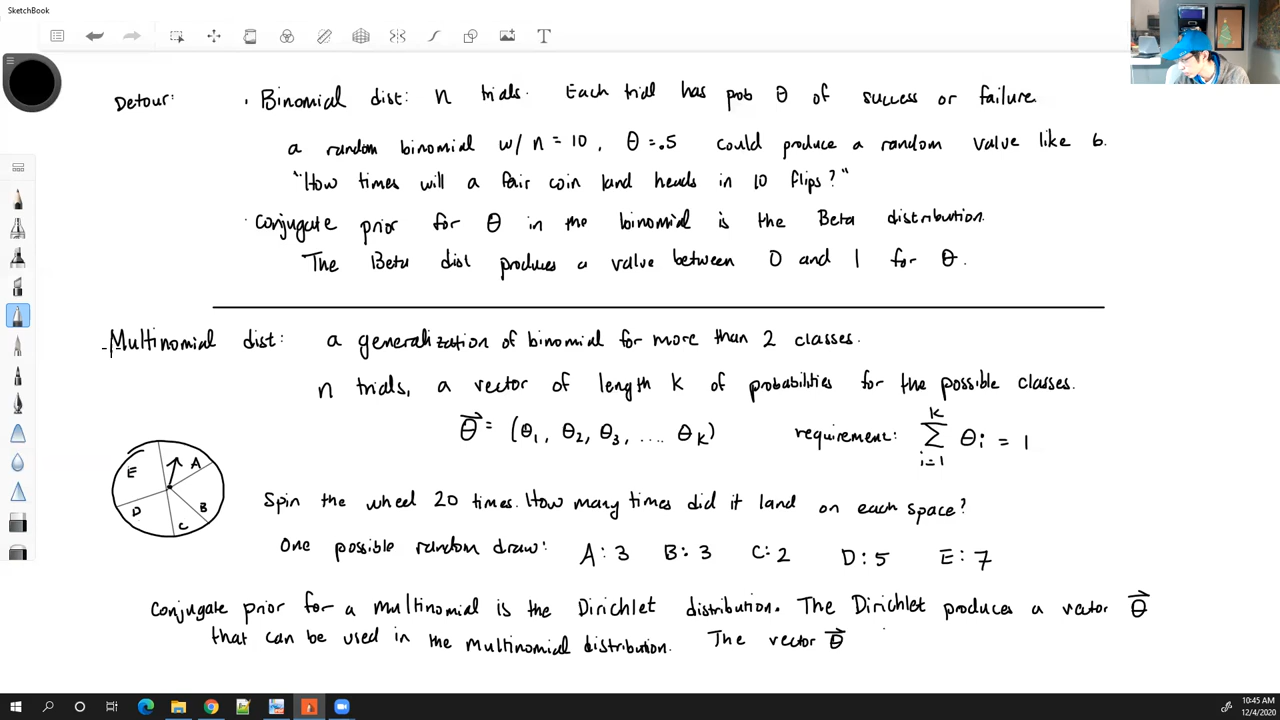 SketchBook
Detour:
· Binomial dist: n trials. Each trial has pob θ of success or failure.
a random binomial w/ n = 10, θ = .5 could produce a random value like 6.
"How times will a fair coin land heads in 10 flips?"
· Conjugate prior for θ in the binomial is the Beta distribution.
The Beta dist produces a value between 0 and 1 for θ.
- Multinomial dist: a generalization of binomial for more than 2 classes.
n trials, a vector of length k of probabilities for the possible classes.
θ⃗ = (θ₁, θ₂, θ₃, .... θₖ) requirement: ∑ᵢ₌₁ᵏ θᵢ = 1
E A
D B
C
Spin the wheel 20 times. How many times did it land on each space?
One possible random draw: A: 3 B: 3 C: 2 D: 5 E: 7
Conjugate prior for a multinomial is the Dirichlet distribution. The Dirichlet produces a vector θ⃗
that can be used in the multinomial distribution. The vector θ⃗
10:45 AM
12/4/2020